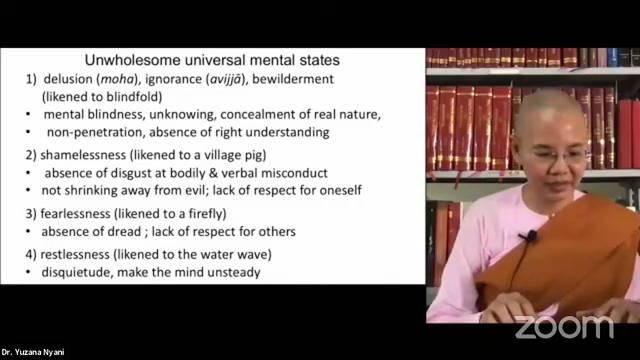 Unwholesome universal mental states
1) delusion (moha), ignorance (avijjā), bewilderment
(likened to blindfold)
• mental blindness, unknowing, concealment of real nature,
• non-penetration, absence of right understanding
2) shamelessness (likened to a village pig)
• absence of disgust at bodily & verbal misconduct
• not shrinking away from evil; lack of respect for oneself
3) fearlessness (likened to a firefly)
• absence of dread ; lack of respect for others
4) restlessness (likened to the water wave)
• disquietude, make the mind unsteady
Dr. Yuzana Nyani
zoom